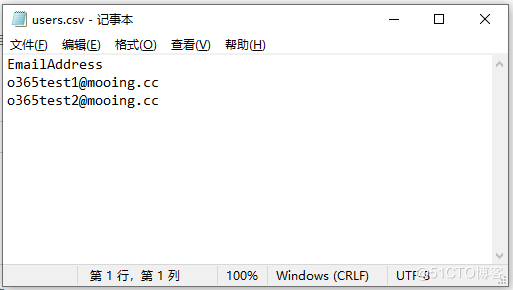 users.csv - 记事本
文件(F) 编辑(E) 格式(O) 查看(V) 帮助(H)
EmailAddress
o365test1@mooing.cc
o365test2@mooing.cc
第 1 行，第 1 列 100% Windows (CRLF) UTF-8
@51CTO博客